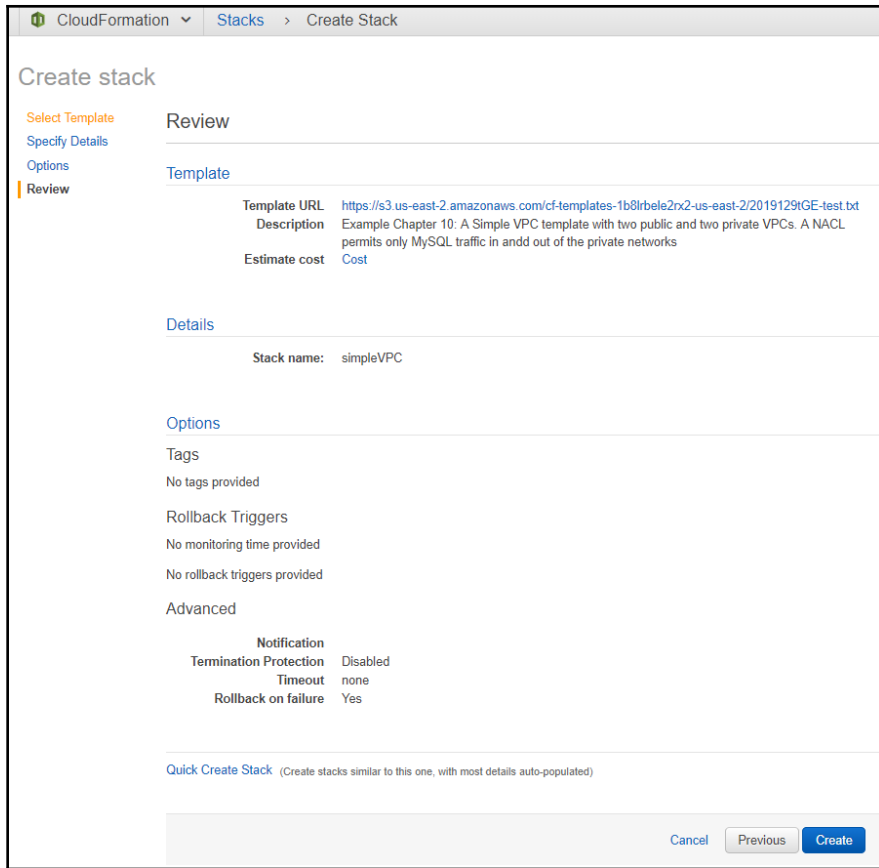 CloudFormation Stacks > Create Stack
Create stack
Select Template
Specify Details
Options
Review
Review
Template
Template URL https://s3.us-east-2.amazonaws.com/cf-templates-1b8lrbele2rx2-us-east-2/2019129tGE-test.txt
Description Example Chapter 10: A Simple VPC template with two public and two private VPCs. A NACL
permits only MySQL traffic in andd out of the private networks
Estimate cost Cost
Details
Stack name: simpleVPC
Options
Tags
No tags provided
Rollback Triggers
No monitoring time provided
No rollback triggers provided
Advanced
Notification
Termination Protection Disabled
Timeout none
Rollback on failure Yes
Quick Create Stack (Create stacks similar to this one, with most details auto-populated)
Cancel Previous Create